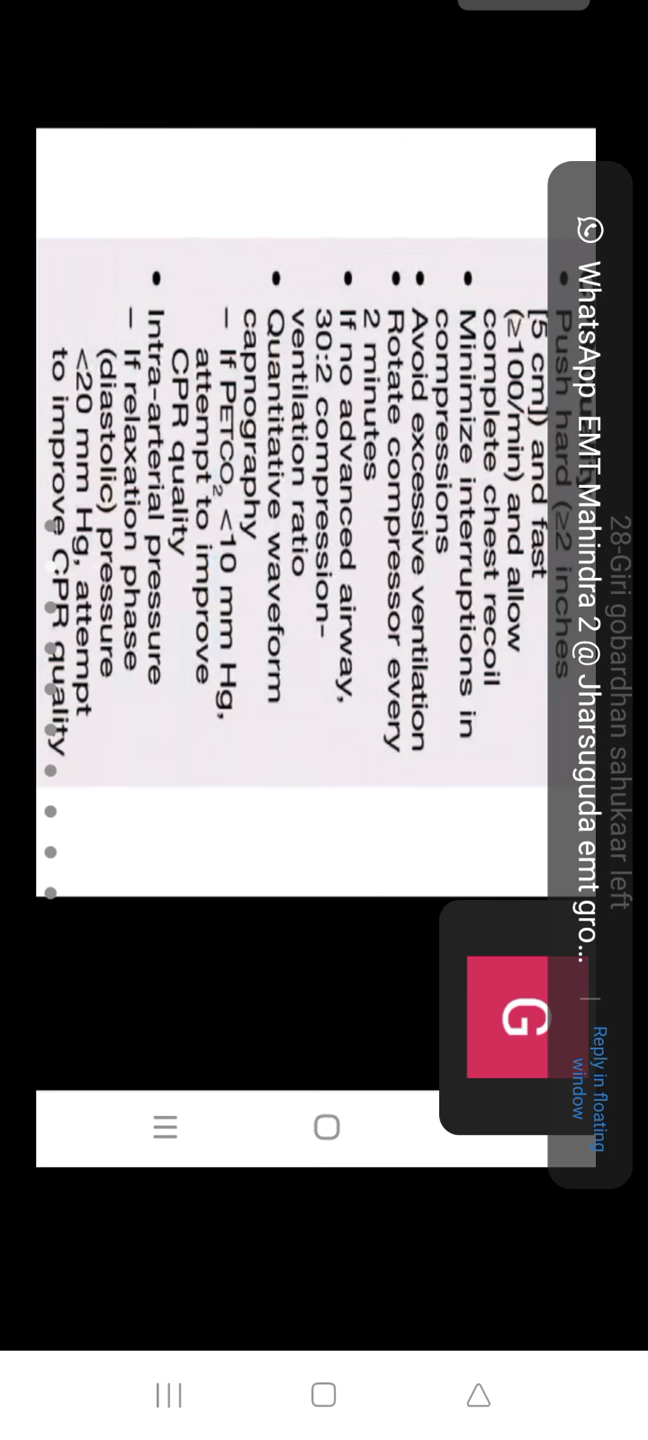 28-Giri gobardhan sahukaar left
WhatsApp EMT Mahindra 2 @ Jharsuguda emt gro...
Reply in floating
window
G
• Push hard (≥2 inches
[5 cm]) and fast
(≥100/min) and allow
complete chest recoil
• Minimize interruptions in
compressions
• Avoid excessive ventilation
• Rotate compressor every
2 minutes
• If no advanced airway,
30:2 compression-
ventilation ratio
• Quantitative waveform
capnography
– If PETCO₂ <10 mm Hg,
attempt to improve
CPR quality
• Intra-arterial pressure
– If relaxation phase
(diastolic) pressure
<20 mm Hg, attempt
to improve CPR quality